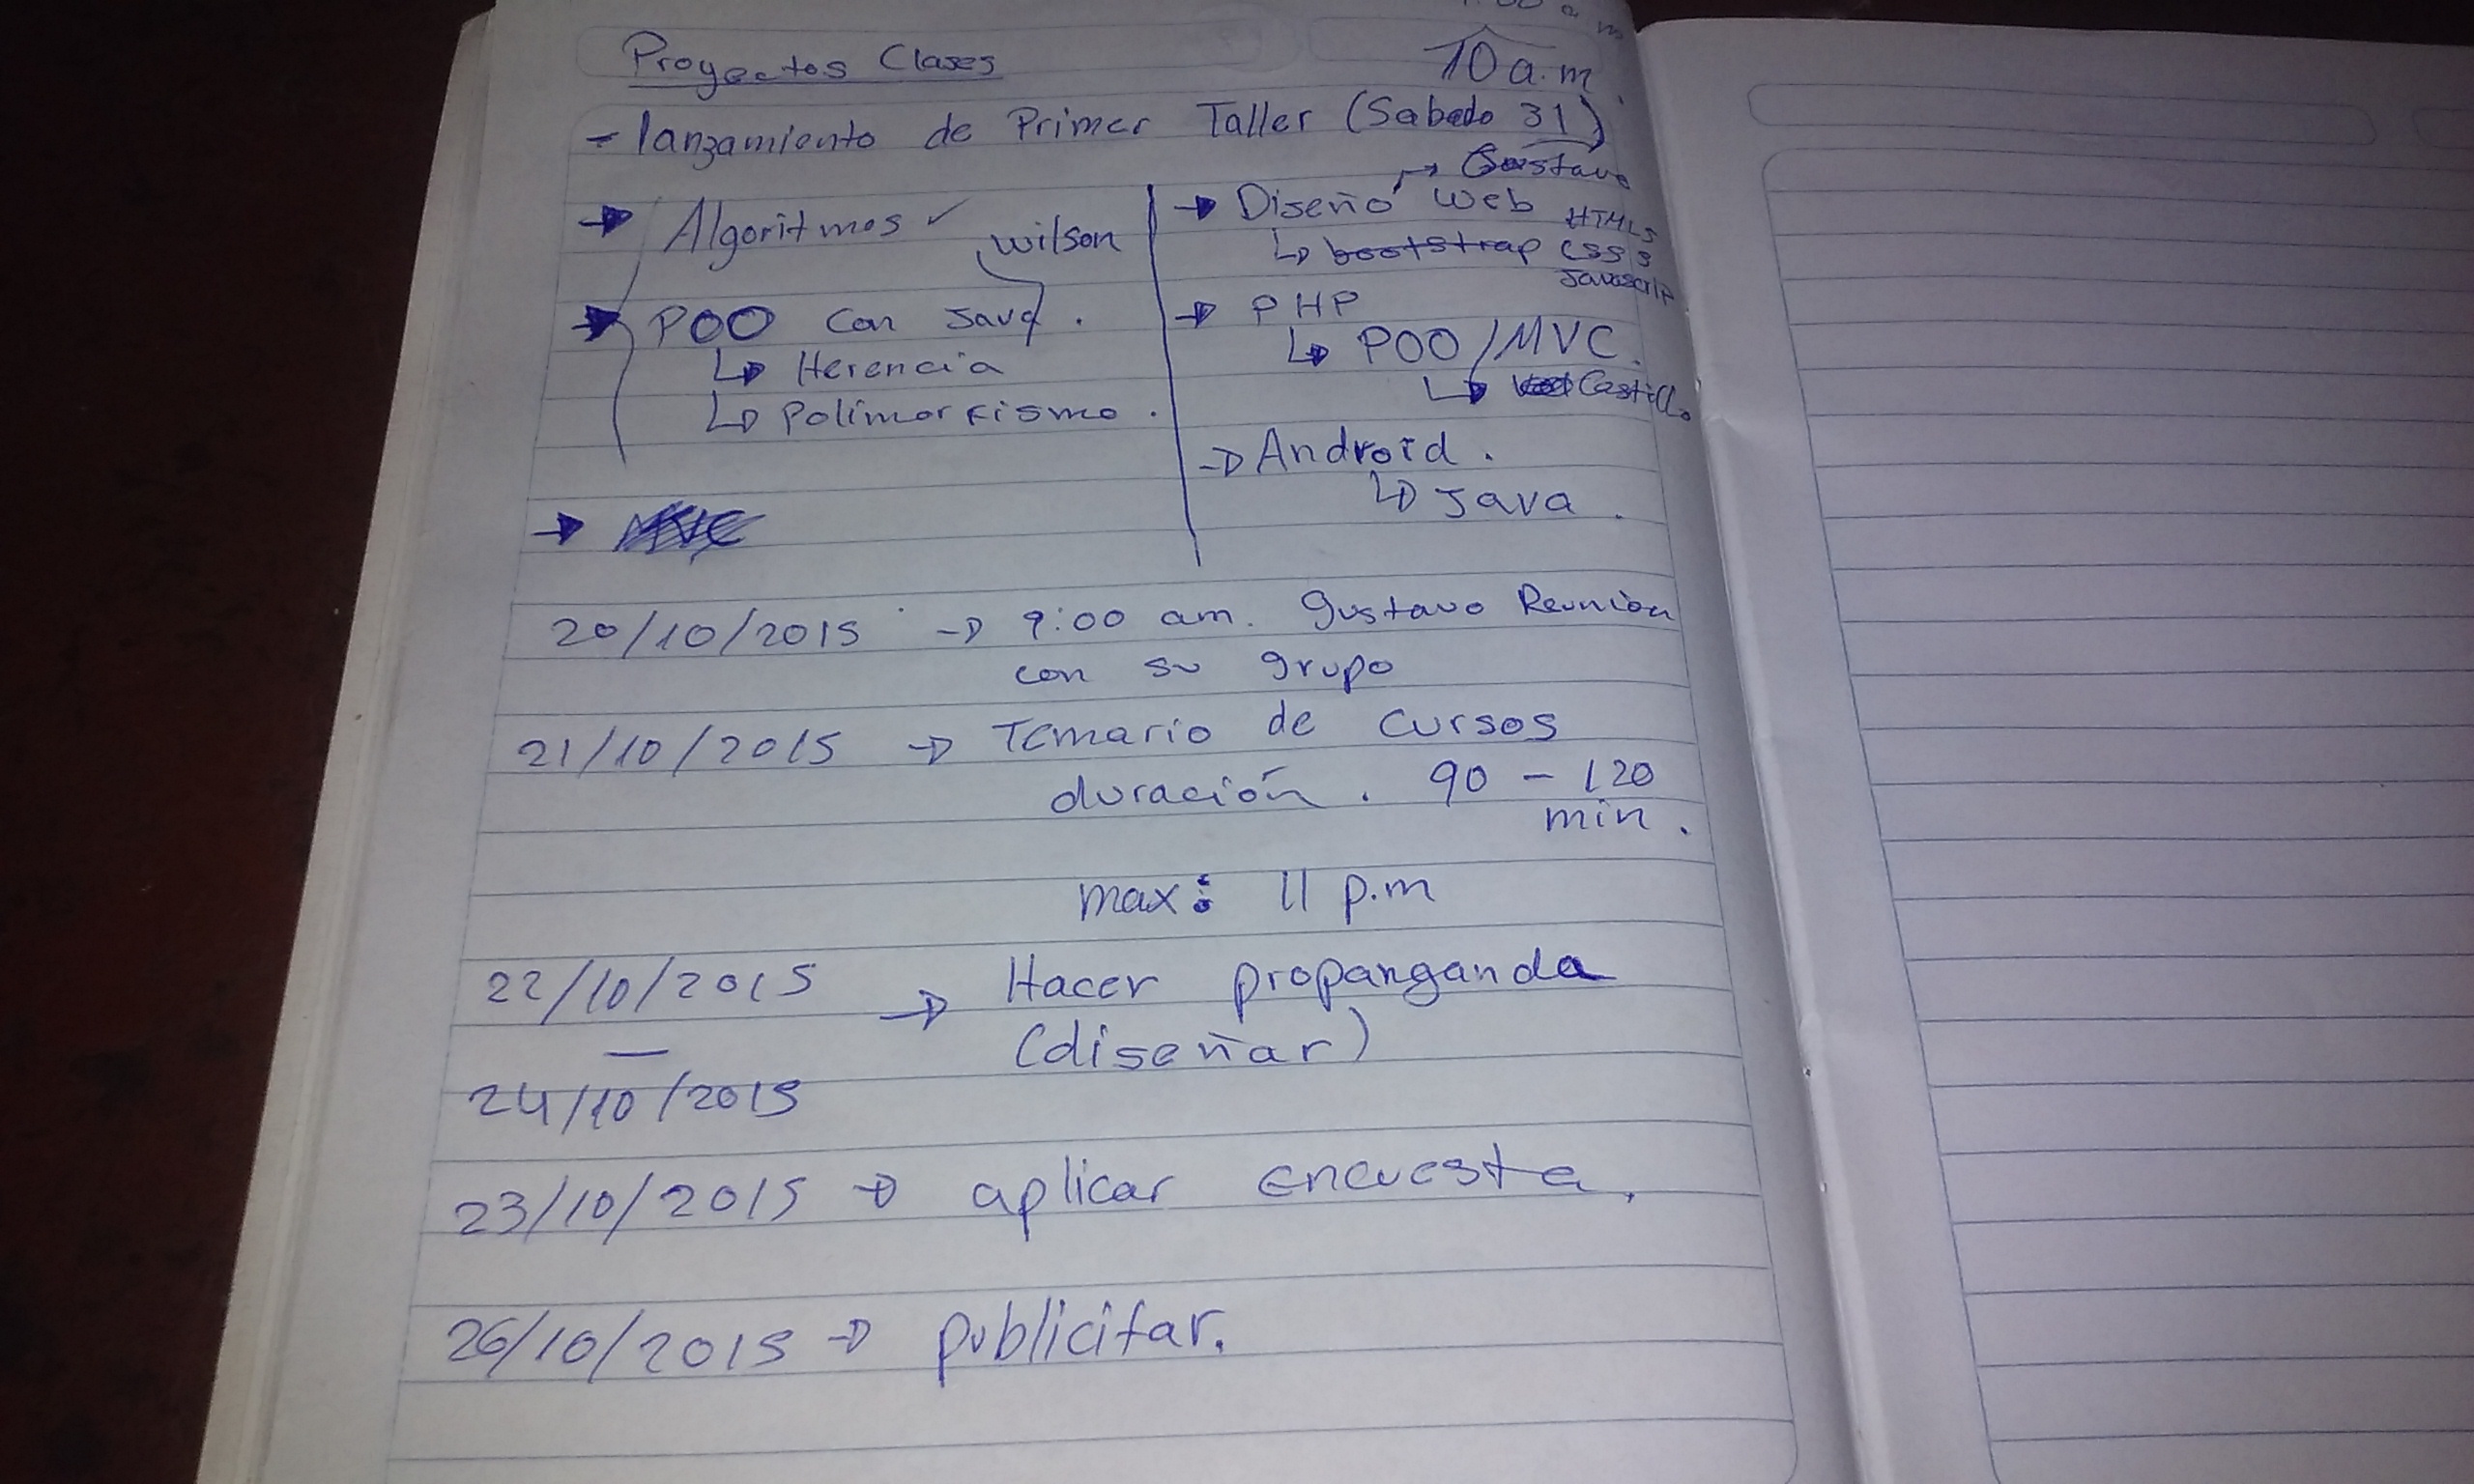 Proyectos Clases
10 a.m
- lanzamiento de Primer Taller (Sabado 31)
→ Algoritmos ✓
wilson
→ POO con Java.
↳ Herencia
↳ Polimorfismo.
→ MVC
→ Gustavo
→ Diseño web HTML5
↳ bootstrap CSS3
Javascrip
→ PHP
↳ POO/MVC.
↳ Castillo
→ Android.
↳ Java.
20/10/2015 → 9:00 am. Gustavo Reunion
con su grupo
21/10/2015 → Temario de cursos
duración. 90 - 120
min.
max: 11 p.m
22/10/2015 → Hacer propanganda
— (diseñar)
24/10/2015
23/10/2015 → aplicar encuesta.
26/10/2015 → publicitar.